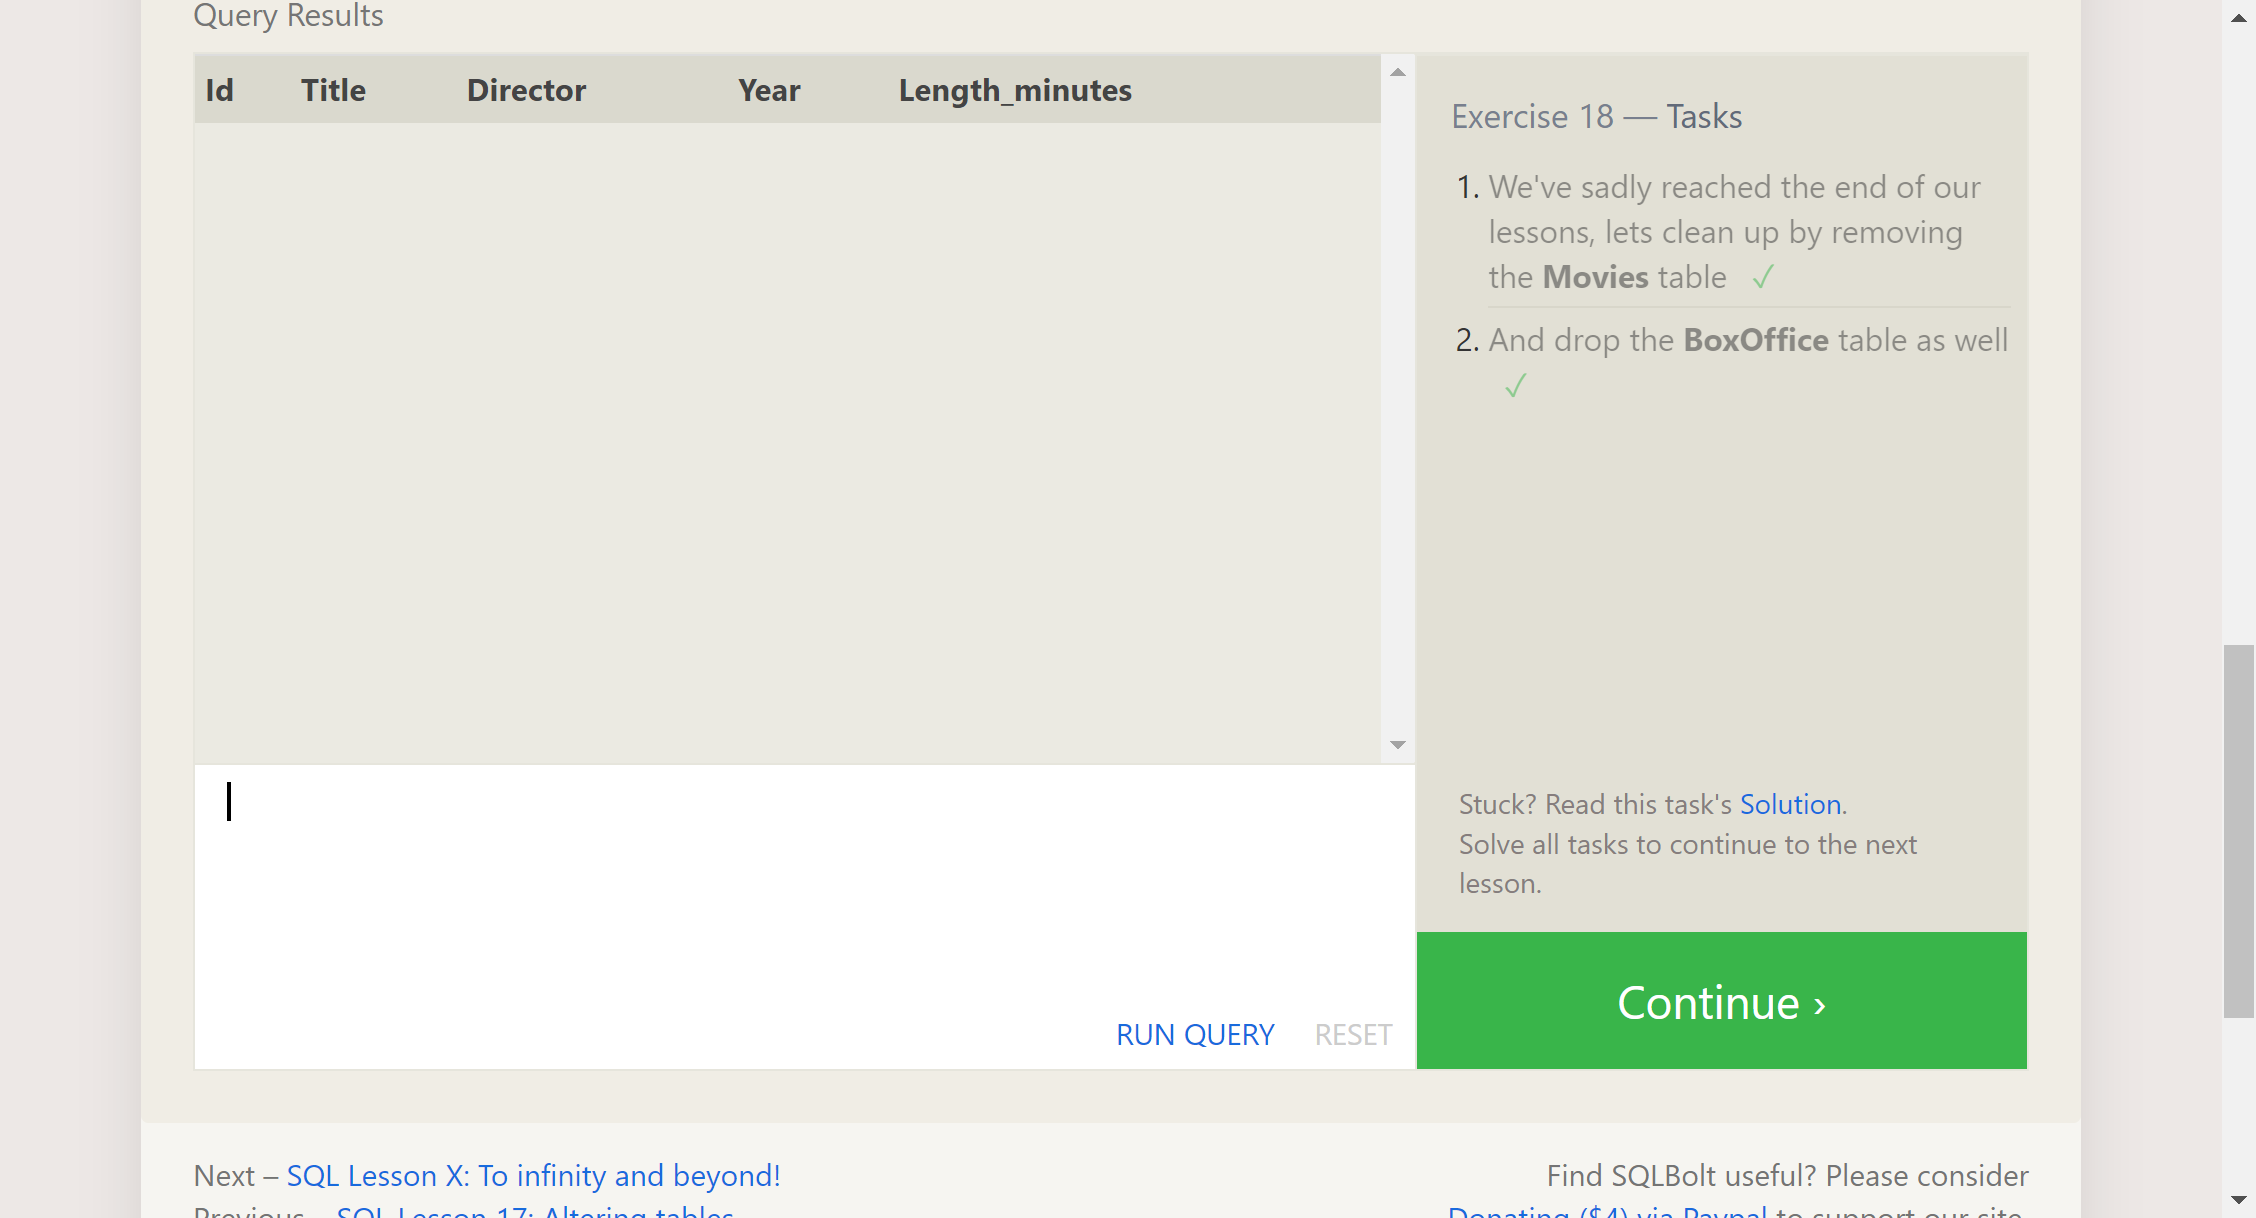 Query Results
Id Title Director Year Length_minutes
Exercise 18 — Tasks
1. We've sadly reached the end of our
lessons, lets clean up by removing
the Movies table ✓
2. And drop the BoxOffice table as well
✓
Stuck? Read this task's Solution.
Solve all tasks to continue to the next
lesson.
RUN QUERY RESET
Continue ›
Next – SQL Lesson X: To infinity and beyond!
Previous – SQL Lesson 17: Altering tables
Find SQLBolt useful? Please consider
Donating ($4) via Paypal to support our site.